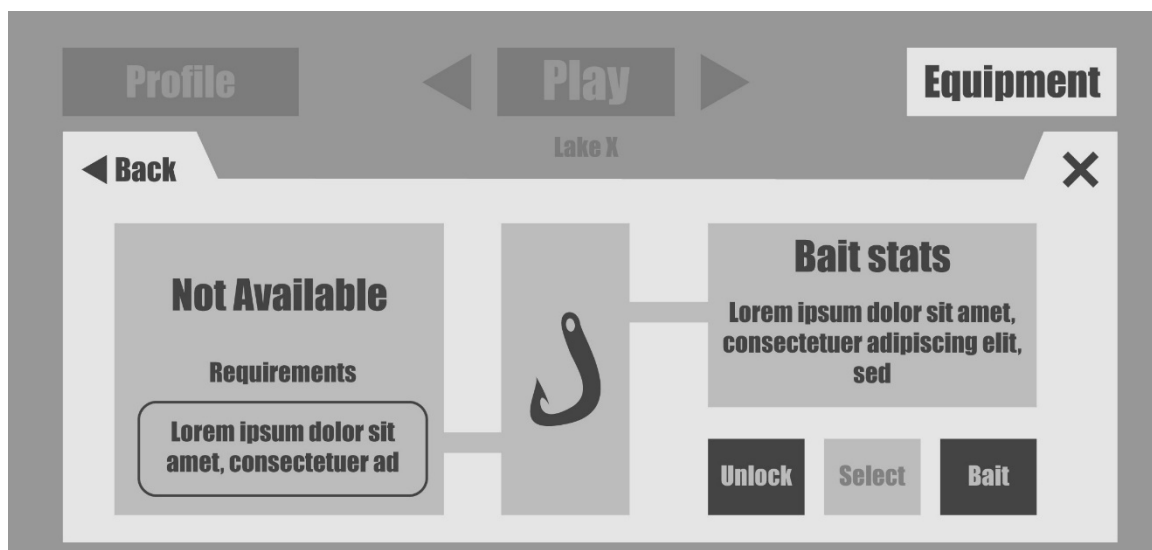 Profile
Play
Equipment
Lake X
Back
Not Available
Requirements
Lorem ipsum dolor sit
amet, consectetuer ad
Bait stats
Lorem ipsum dolor sit amet,
consectetuer adipiscing elit,
sed
Unlock
Select
Bait